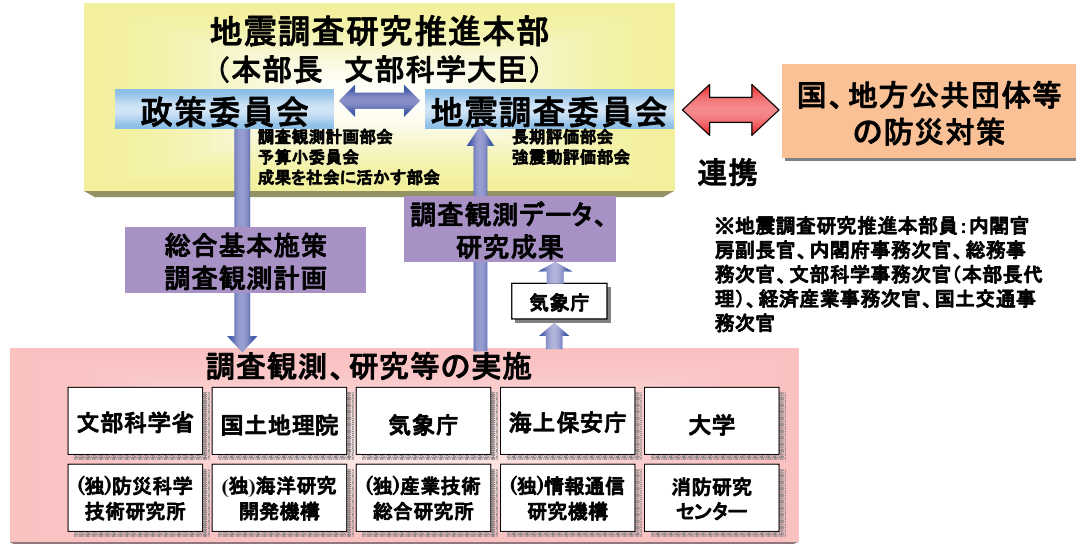 地震調査研究推進本部
（本部長　文部科学大臣）
政策委員会
調査観測計画部会
予算小委員会
成果を社会に活かす部会
地震調査委員会
長期評価部会
強震動評価部会
国、地方公共団体等
の防災対策
連携
総合基本施策
調査観測計画
調査観測データ、
研究成果
気象庁
※地震調査研究推進本部員：内閣官
房副長官、内閣府事務次官、総務事
務次官、文部科学事務次官（本部長代
理）、経済産業事務次官、国土交通事
務次官
調査観測、研究等の実施
文部科学省
国土地理院
気象庁
海上保安庁
大学
(独)防災科学
技術研究所
(独)海洋研究
開発機構
(独)産業技術
総合研究所
(独)情報通信
研究機構
消防研究
センター